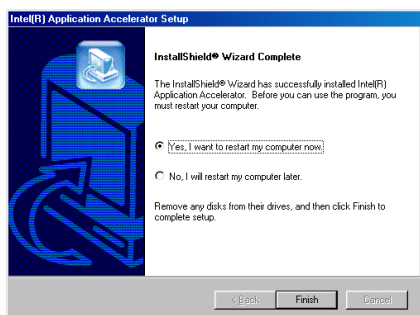 Intel(R) Application Accelerator Setup
InstallShield® Wizard Complete
The InstallShield® Wizard has successfully installed Intel(R)
Application Accelerator. Before you can use the program, you
must restart your computer.
Yes, I want to restart my computer now.
No, I will restart my computer later.
Remove any disks from their drives, and then click Finish to
complete setup.
< Back Finish Cancel